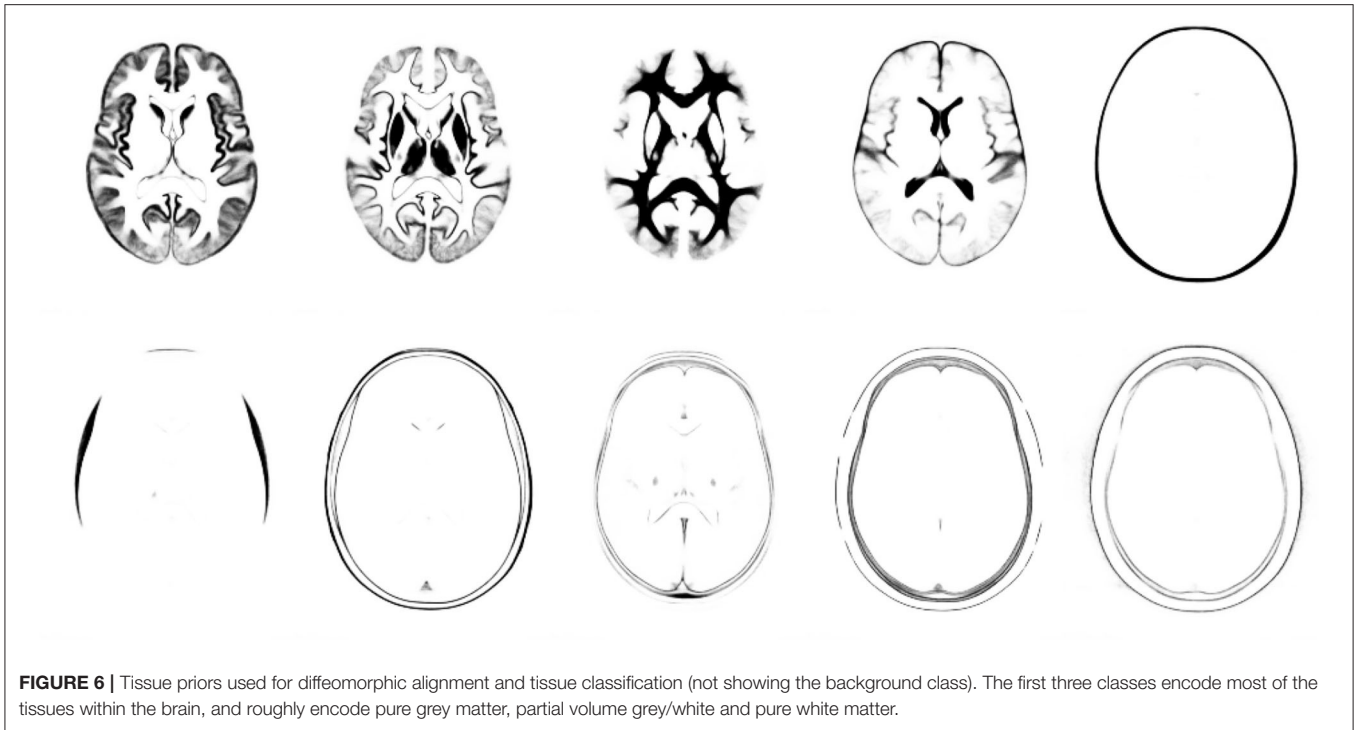 FIGURE 6 | Tissue priors used for diffeomorphic alignment and tissue classification (not showing the background class). The first three classes encode most of the
tissues within the brain, and roughly encode pure grey matter, partial volume grey/white and pure white matter.